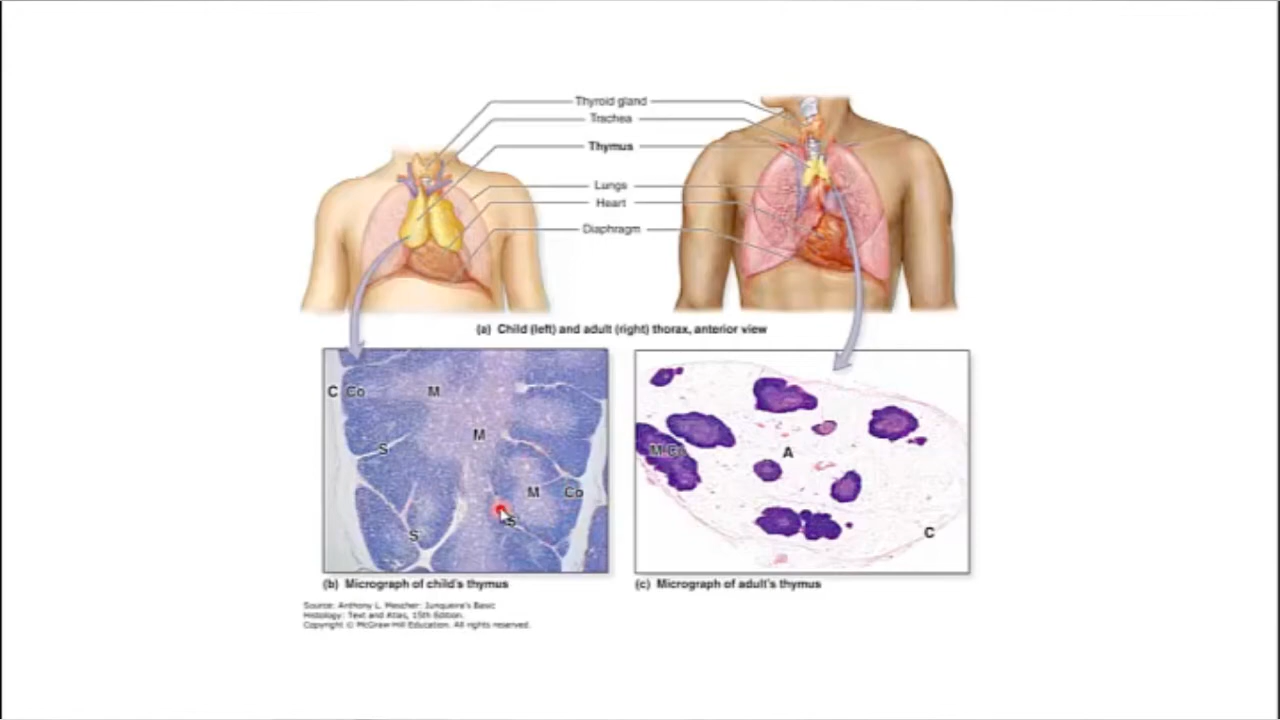 Thyroid gland
Trachea
Thymus
Lungs
Heart
Diaphragm
(a) Child (left) and adult (right) thorax, anterior view
C Co M
M
S
M Co
S
S
M Co
A
C
(b) Micrograph of child's thymus
(c) Micrograph of adult's thymus
Source: Anthony L. Mescher: Junqueira's Basic
Histology: Text and Atlas, 15th Edition.
Copyright © McGraw-Hill Education. All rights reserved.